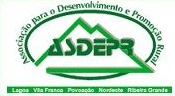 Associação para o Desenvolvimento e Promoção Rural
ASDEPR
Lagoa Vila Franca Povoação Nordeste Ribeira Grande